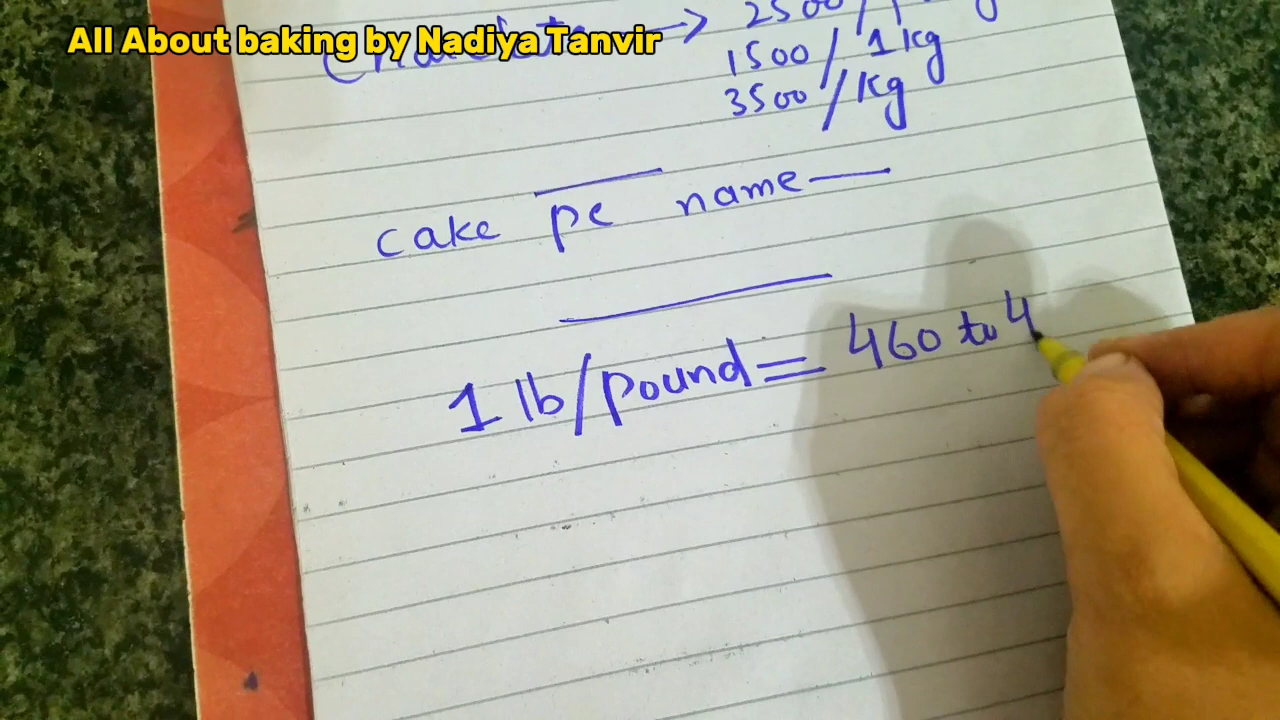 All About baking by Nadiya Tanvir
→ 2500/
1500/1kg
3500/kg
cake pe name—
1 lb/pound = 460 to 4